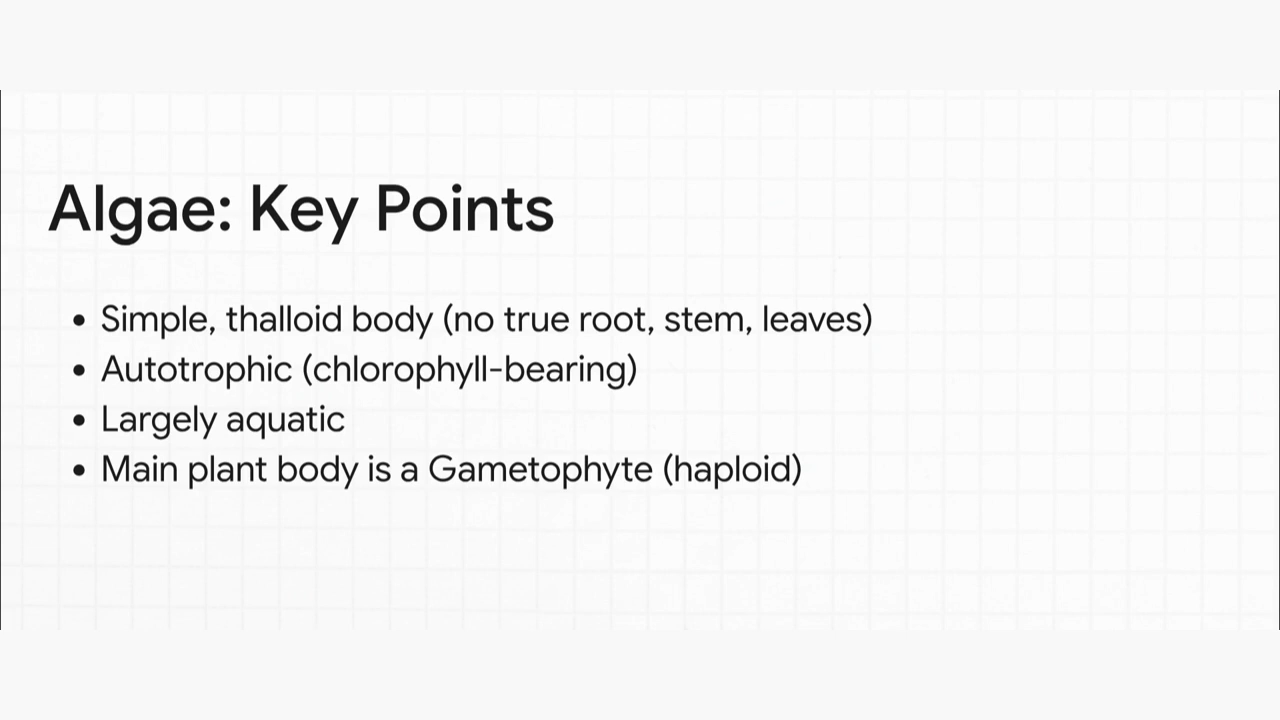 Algae: Key Points
• Simple, thalloid body (no true root, stem, leaves)
• Autotrophic (chlorophyll-bearing)
• Largely aquatic
• Main plant body is a Gametophyte (haploid)